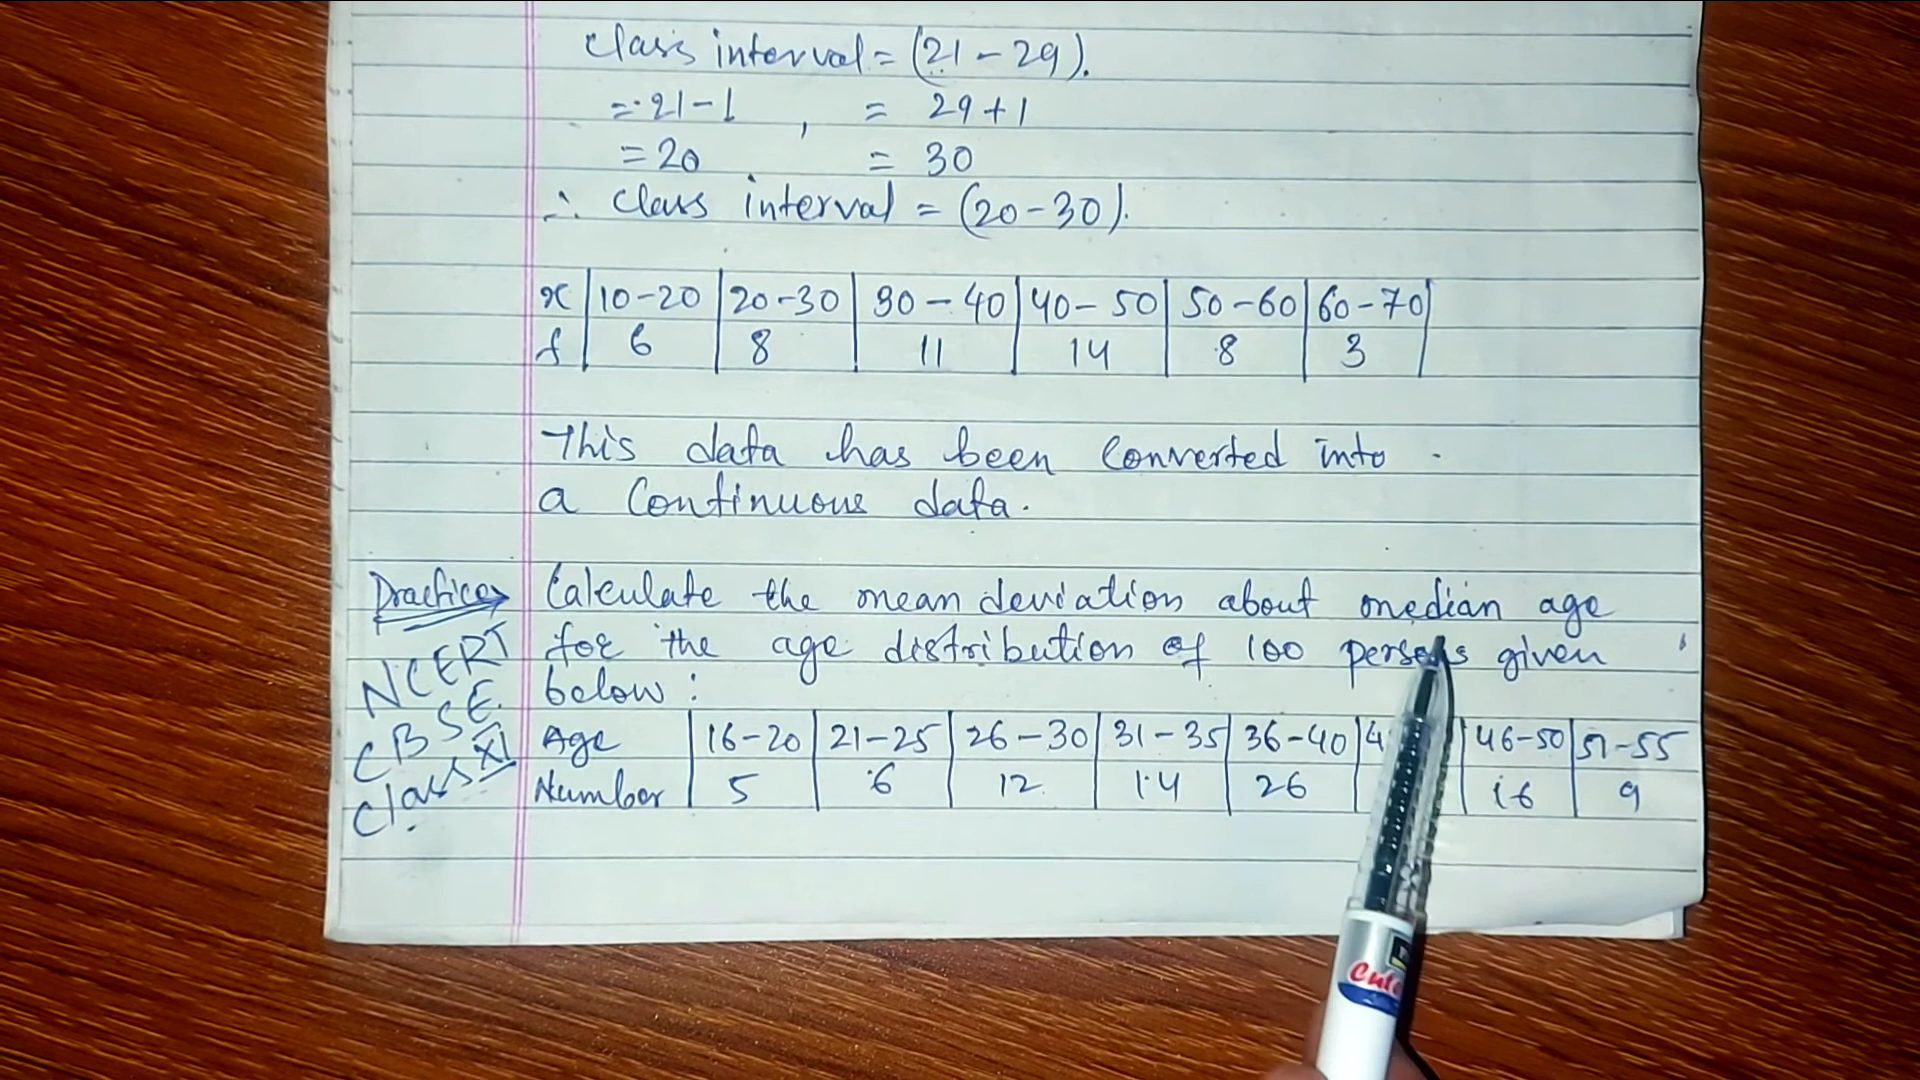 class interval = (21 - 29).
= 21 - 1 , = 29 + 1
= 20 = 30
∴ class interval = (20 - 30).
x | 10 - 20 | 20 - 30 | 30 - 40 | 40 - 50 | 50 - 60 | 60 - 70 |
f | 6 | 8 | 11 | 14 | 8 | 3 |
This data has been converted into
a continuous data.
Practice → Calculate the mean deviation about median age
for the age distribution of 100 persons given
below:
NCERT
CBSE
Class XI
Age | 16-20 | 21-25 | 26-30 | 31-35 | 36-40 | 4 | 46-50 | 51-55
Number | 5 | 6 | 12 | 14 | 26 | | 16 | 9